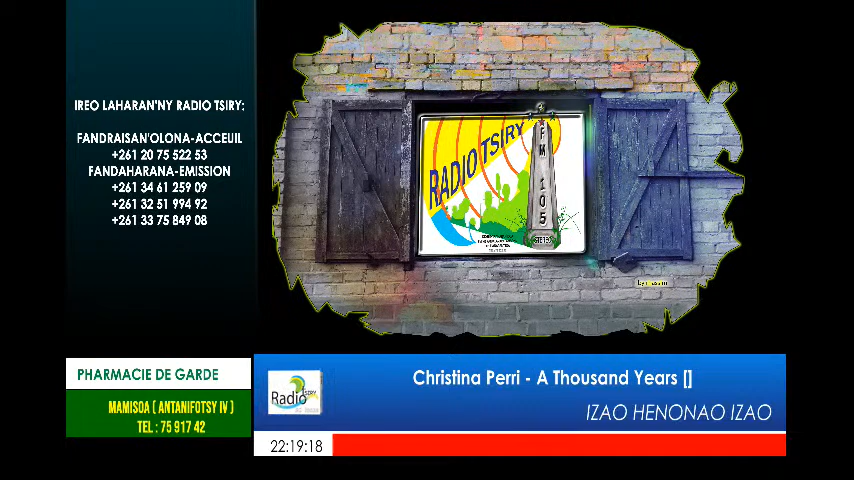 IREO LAHARAN'NY RADIO TSIRY:
FANDRAISAN'OLONA-ACCEUIL
+261 20 75 522 53
FANDAHARANA-EMISSION
+261 34 61 259 09
+261 32 51 994 92
+261 33 75 849 08
RADIO TSIRY
FM 105
STEREO
PHARMACIE DE GARDE
MAMISOA ( ANTANIFOTSY IV )
TEL : 75 917 42
Radio
TSIRY
Christina Perri - A Thousand Years []
IZAO HENONAO IZAO
22:19:18